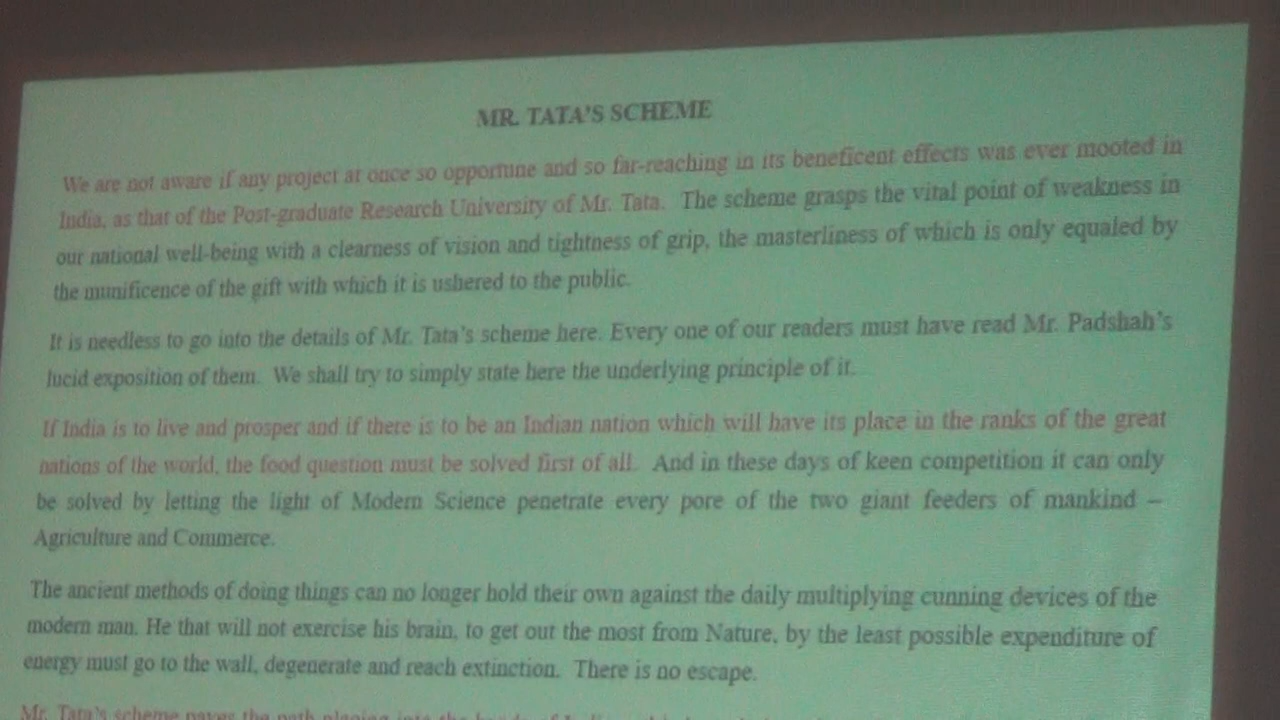 MR. TATA'S SCHEME
We are not aware if any project at once so opportune and so far-reaching in its beneficent effects was ever mooted in
India, as that of the Post-graduate Research University of Mr. Tata. The scheme grasps the vital point of weakness in
our national well-being with a clearness of vision and tightness of grip, the masterliness of which is only equaled by
the munificence of the gift with which it is ushered to the public.
It is needless to go into the details of Mr. Tata's scheme here. Every one of our readers must have read Mr. Padshah's
lucid exposition of them. We shall try to simply state here the underlying principle of it.
If India is to live and prosper and if there is to be an Indian nation which will have its place in the ranks of the great
nations of the world, the food question must be solved first of all. And in these days of keen competition it can only
be solved by letting the light of Modern Science penetrate every pore of the two giant feeders of mankind –
Agriculture and Commerce.
The ancient methods of doing things can no longer hold their own against the daily multiplying cunning devices of the
modern man. He that will not exercise his brain, to get out the most from Nature, by the least possible expenditure of
energy must go to the wall, degenerate and reach extinction. There is no escape.
Mr. Tata's scheme paves the path placing into the hands of